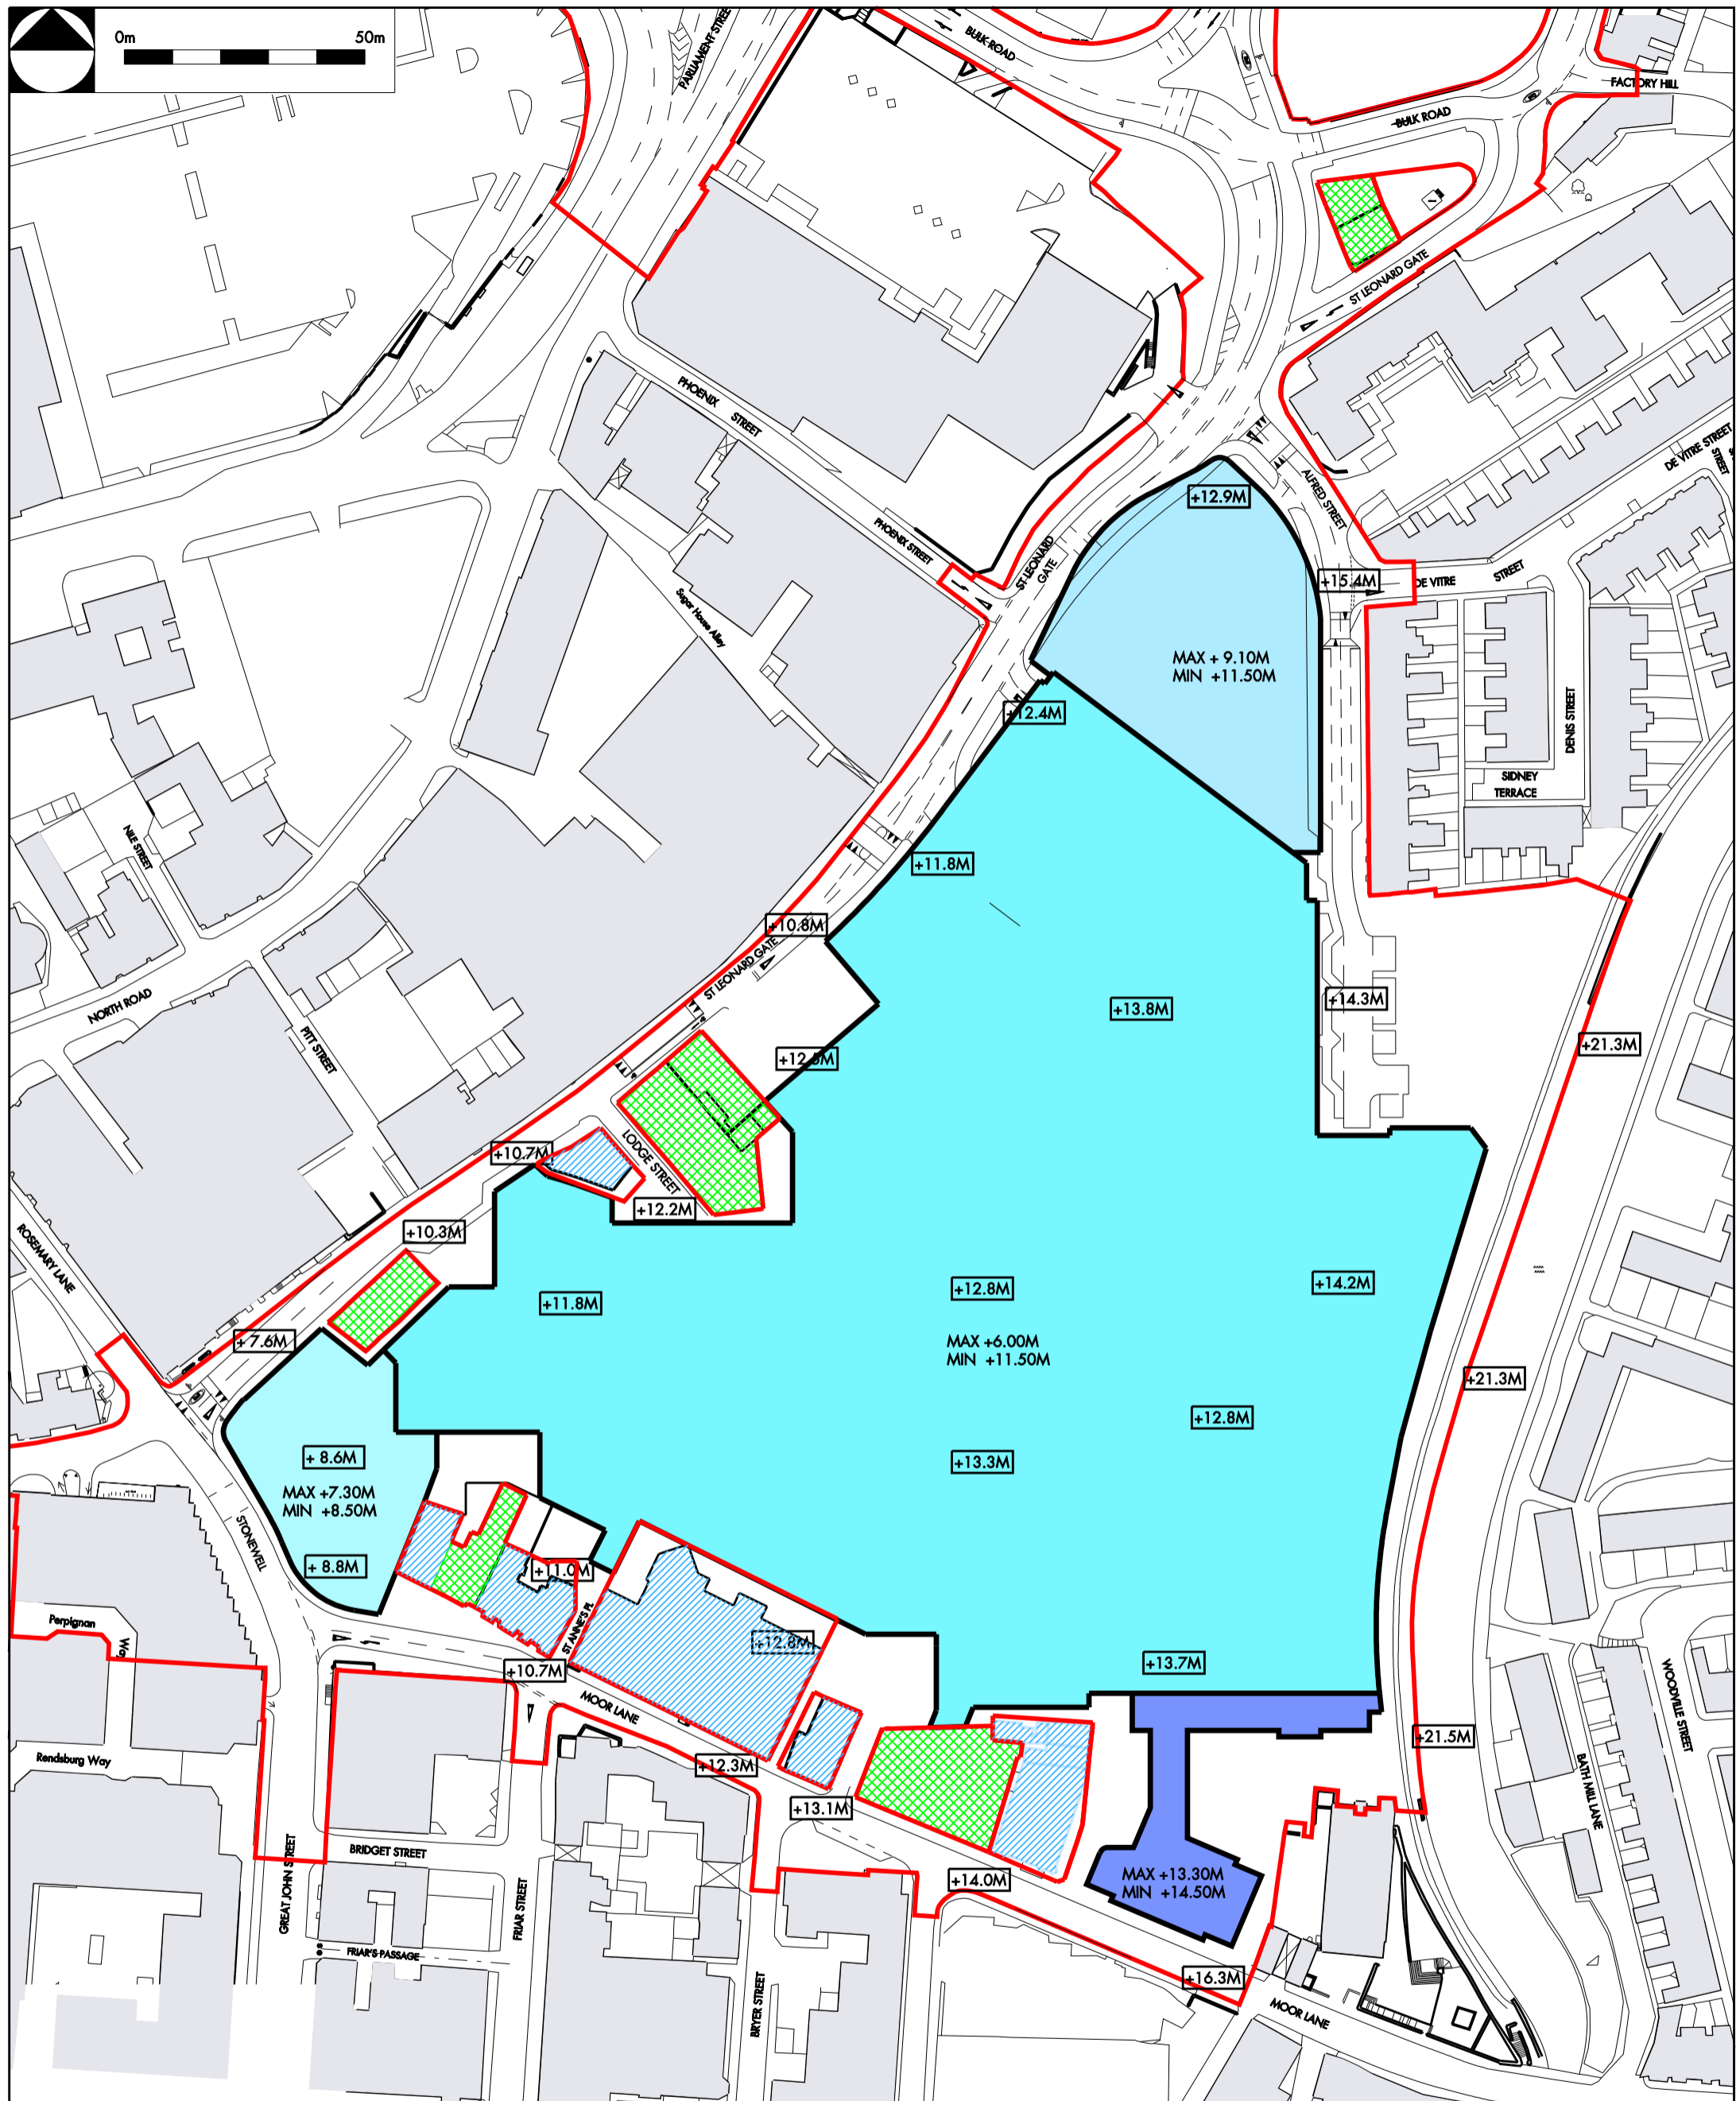 0m 50m
PARLIAMENT STREET
BULK ROAD
FACTORY HILL
BULK ROAD
ST LEONARD GATE
PHOENIX STREET
DE VITRE STREET
STREET
ALFRED STREET
+12.9M
PHOENIX STREET
ST LEONARD
GATE
+15.4M
DE VITRE STREET
Sugar House Alley
MAX + 9.10M
MIN +11.50M
DENIS STREET
+12.4M
SIDNEY
TERRACE
NILE STREET
+11.8M
+10.8M
ST LEONARD GATE
NORTH ROAD
PITT STREET
+13.8M
+14.3M
+21.3M
LODGE STREET
+10.7M
+12.2M
+10.3M
ROSEMARY LANE
+14.2M
+12.8M
+11.8M
+ 7.6M
MAX +6.00M
MIN +11.50M
+21.3M
+12.8M
+ 8.6M
+13.3M
MAX +7.30M
MIN +8.50M
STONEWELL
+ 8.8M
+11.0M
ST ANNE'S PL
Perpignan
Way
+12.8M
+13.7M
+10.7M
MOOR LANE
WOODVILLE STREET
+21.5M
Rendsburg Way
+12.3M
BATH MILL LANE
+13.1M
BRIDGET STREET
GREAT JOHN STREET
FRIAR STREET
MAX +13.30M
MIN +14.50M
+14.0M
FRIAR'S PASSAGE
+16.3M
BRYER STREET
MOOR LANE